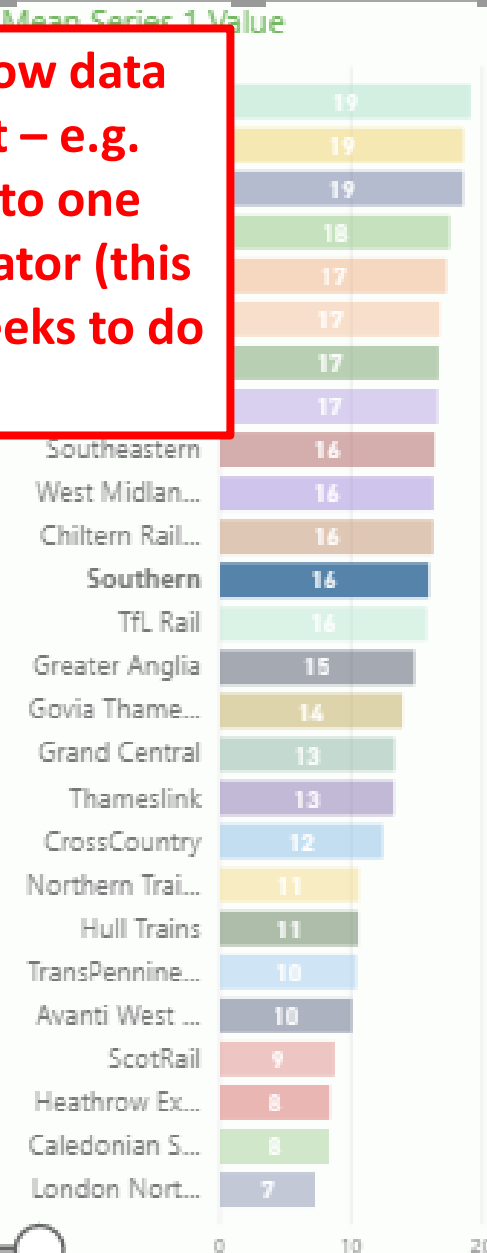 Mean Series 1 Value
ow data
t – e.g.
to one
ator (this
eeks to do
19
19
19
18
17
17
17
17
Southeastern 16
West Midlan... 16
Chiltern Rail... 16
Southern 16
TfL Rail 16
Greater Anglia 15
Govia Thame... 14
Grand Central 13
Thameslink 13
CrossCountry 12
Northern Trai... 11
Hull Trains 11
TransPennine... 10
Avanti West ... 10
ScotRail 9
Heathrow Ex... 8
Caledonian S... 8
London Nort... 7
0 10 20